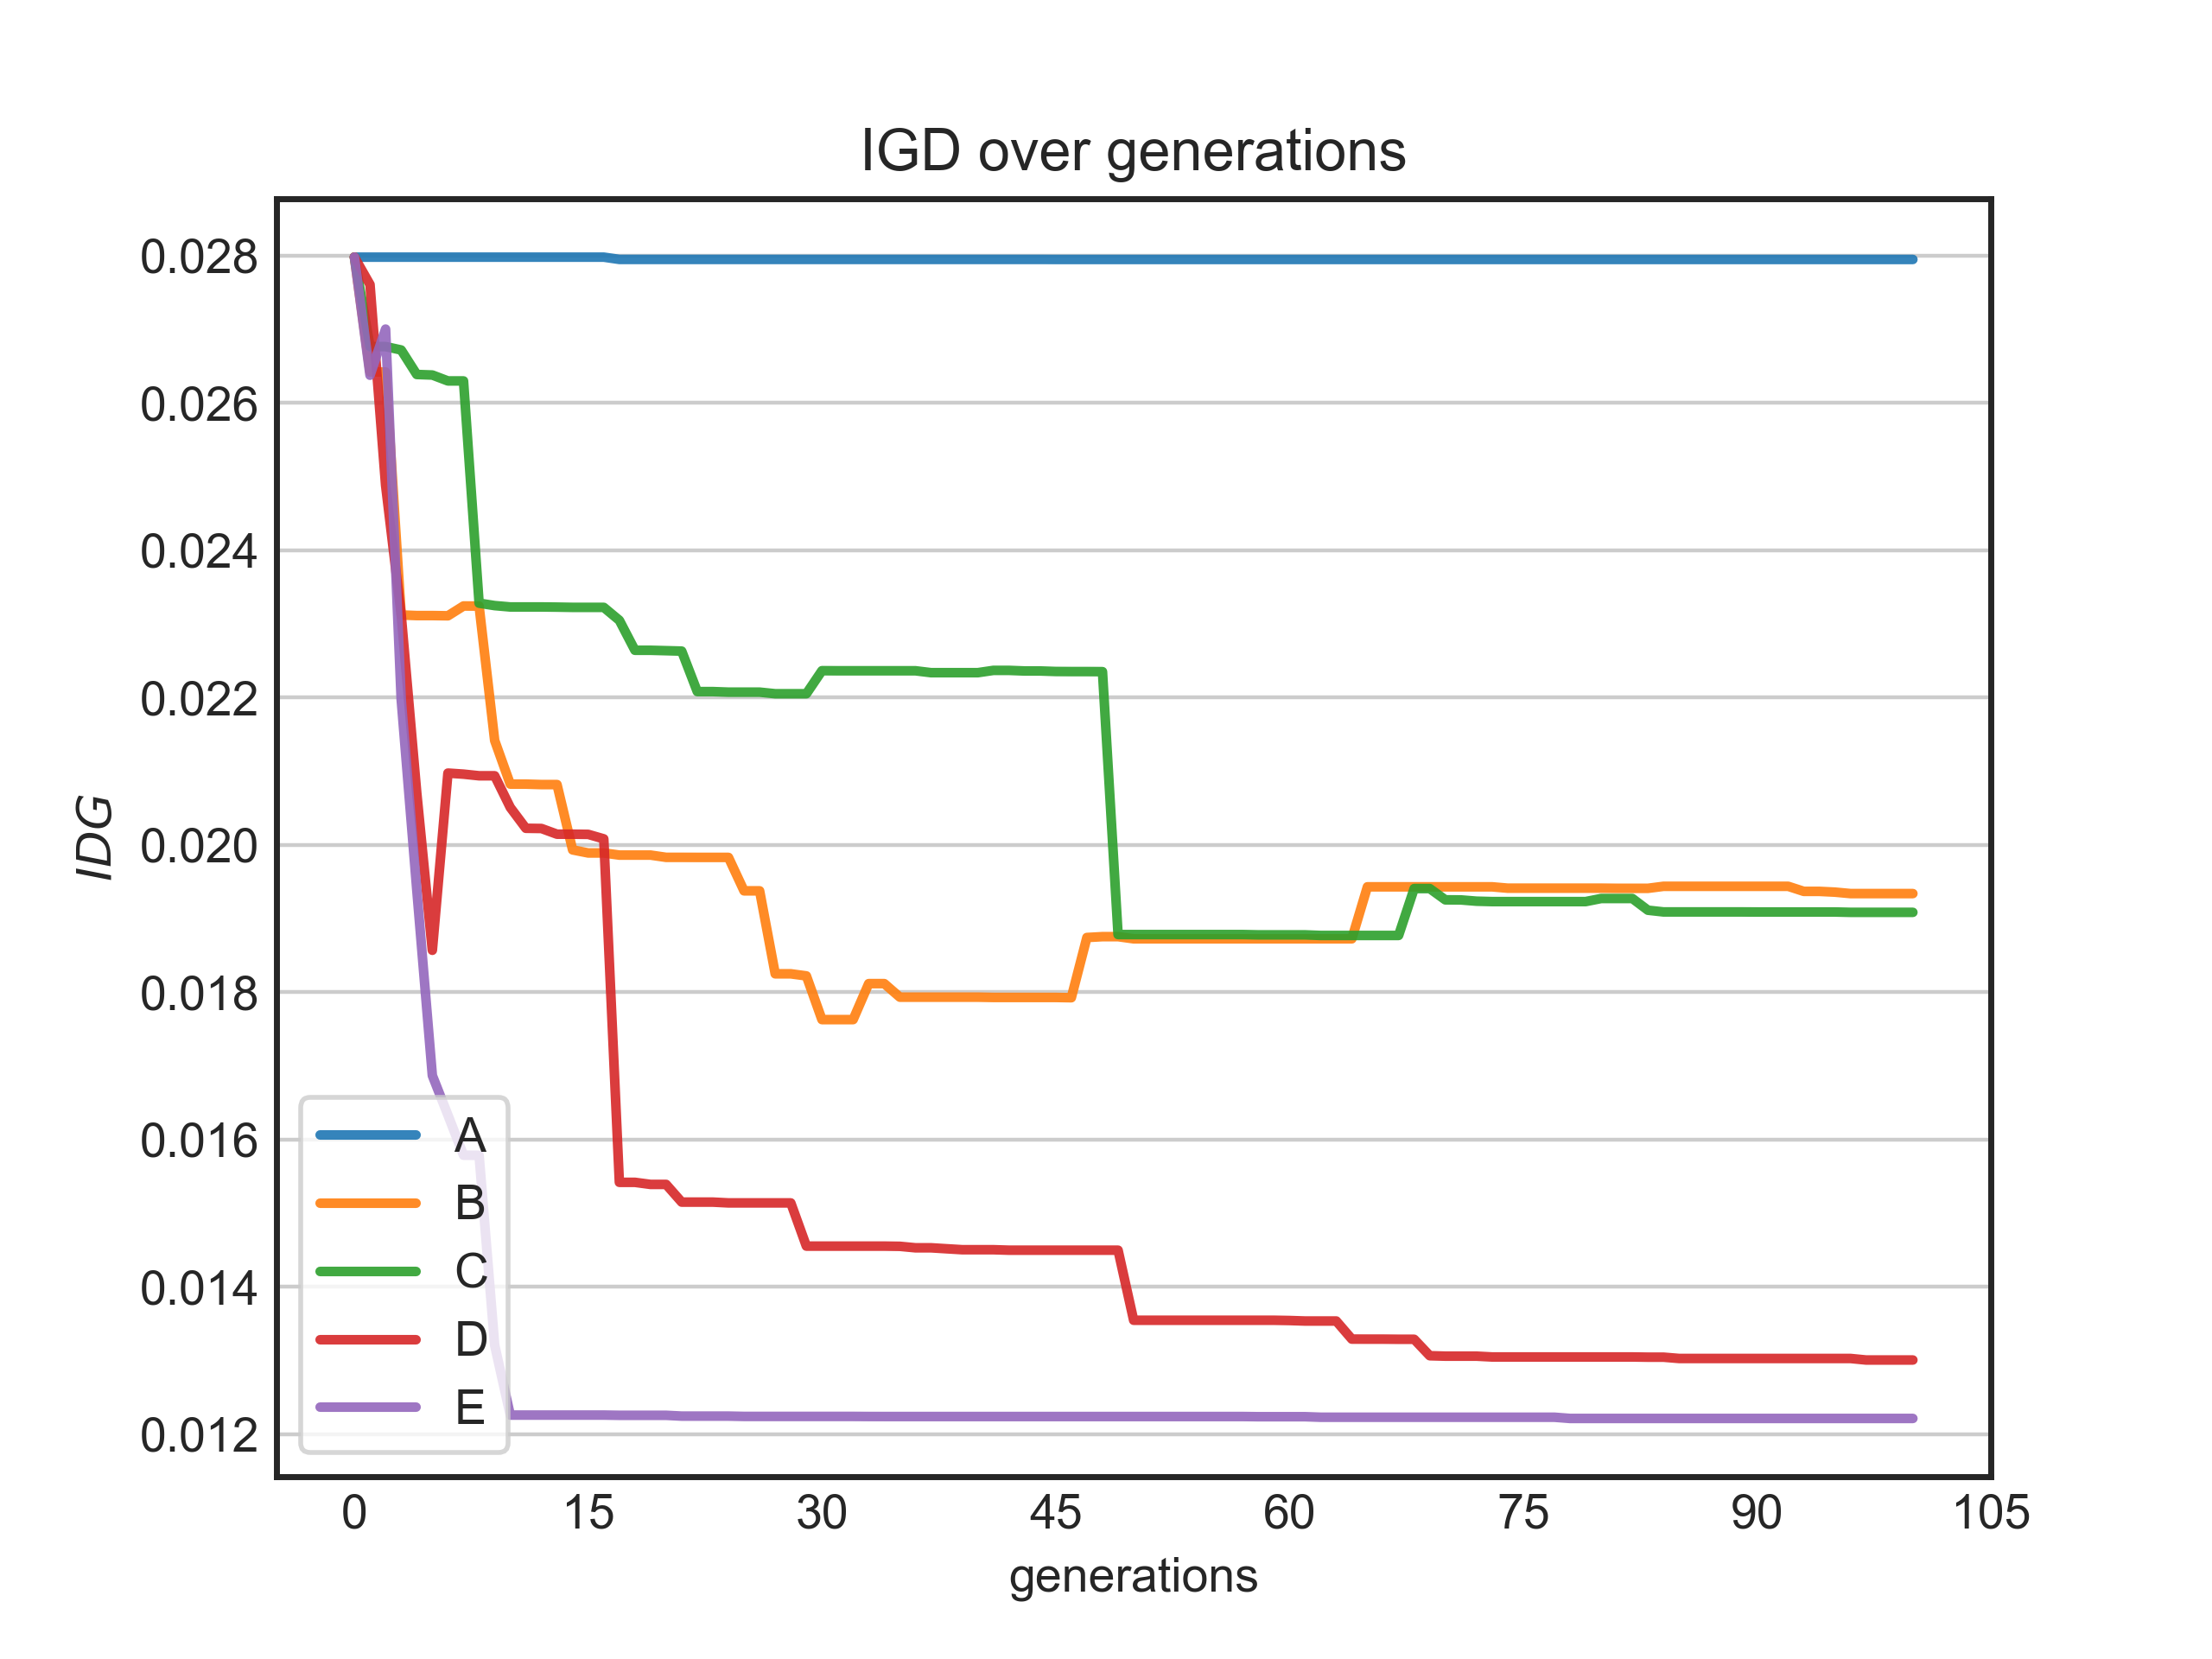 IGD over generations
0.028
0.026
0.024
0.022
0.020
0.018
0.016
0.014
0.012
IDG
A
B
C
D
E
0 15 30 45 60 75 90 105
generations